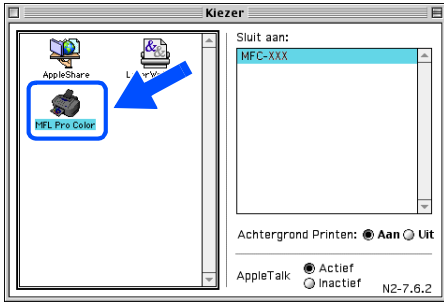 Kiezer
AppleShare
MFL Pro Color
Sluit aan:
MFC-XXX
Achtergrond Printen: Aan Uit
AppleTalk Actief
Inactief
N2-7.6.2